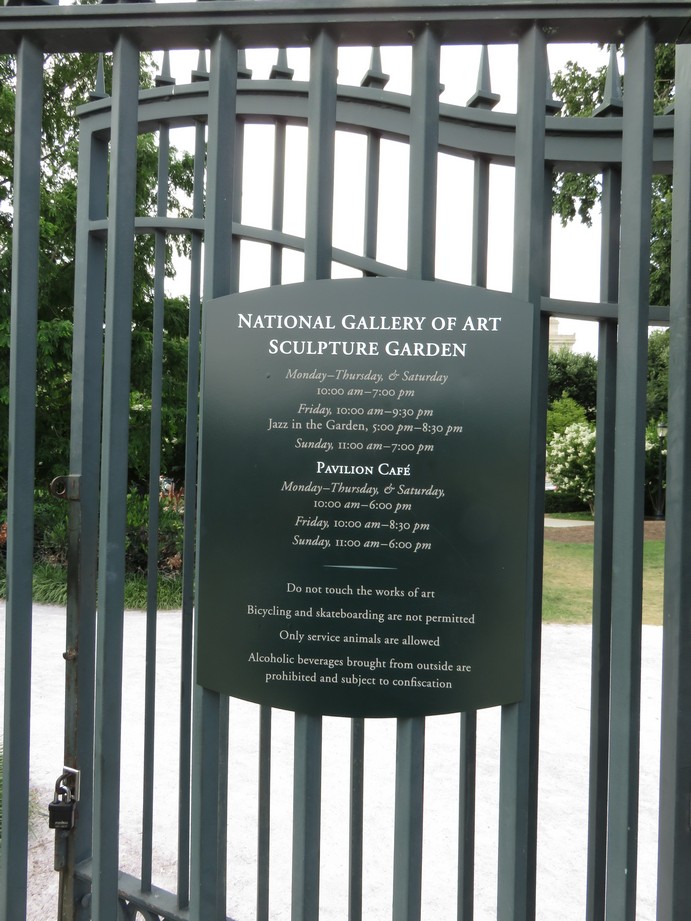 NATIONAL GALLERY OF ART
SCULPTURE GARDEN
Monday–Thursday, & Saturday
10:00 am–7:00 pm
Friday, 10:00 am–9:30 pm
Jazz in the Garden, 5:00 pm–8:30 pm
Sunday, 11:00 am–7:00 pm
PAVILION CAFÉ
Monday–Thursday, & Saturday,
10:00 am–6:00 pm
Friday, 10:00 am–8:30 pm
Sunday, 11:00 am–6:00 pm
Do not touch the works of art
Bicycling and skateboarding are not permitted
Only service animals are allowed
Alcoholic beverages brought from outside are
prohibited and subject to confiscation